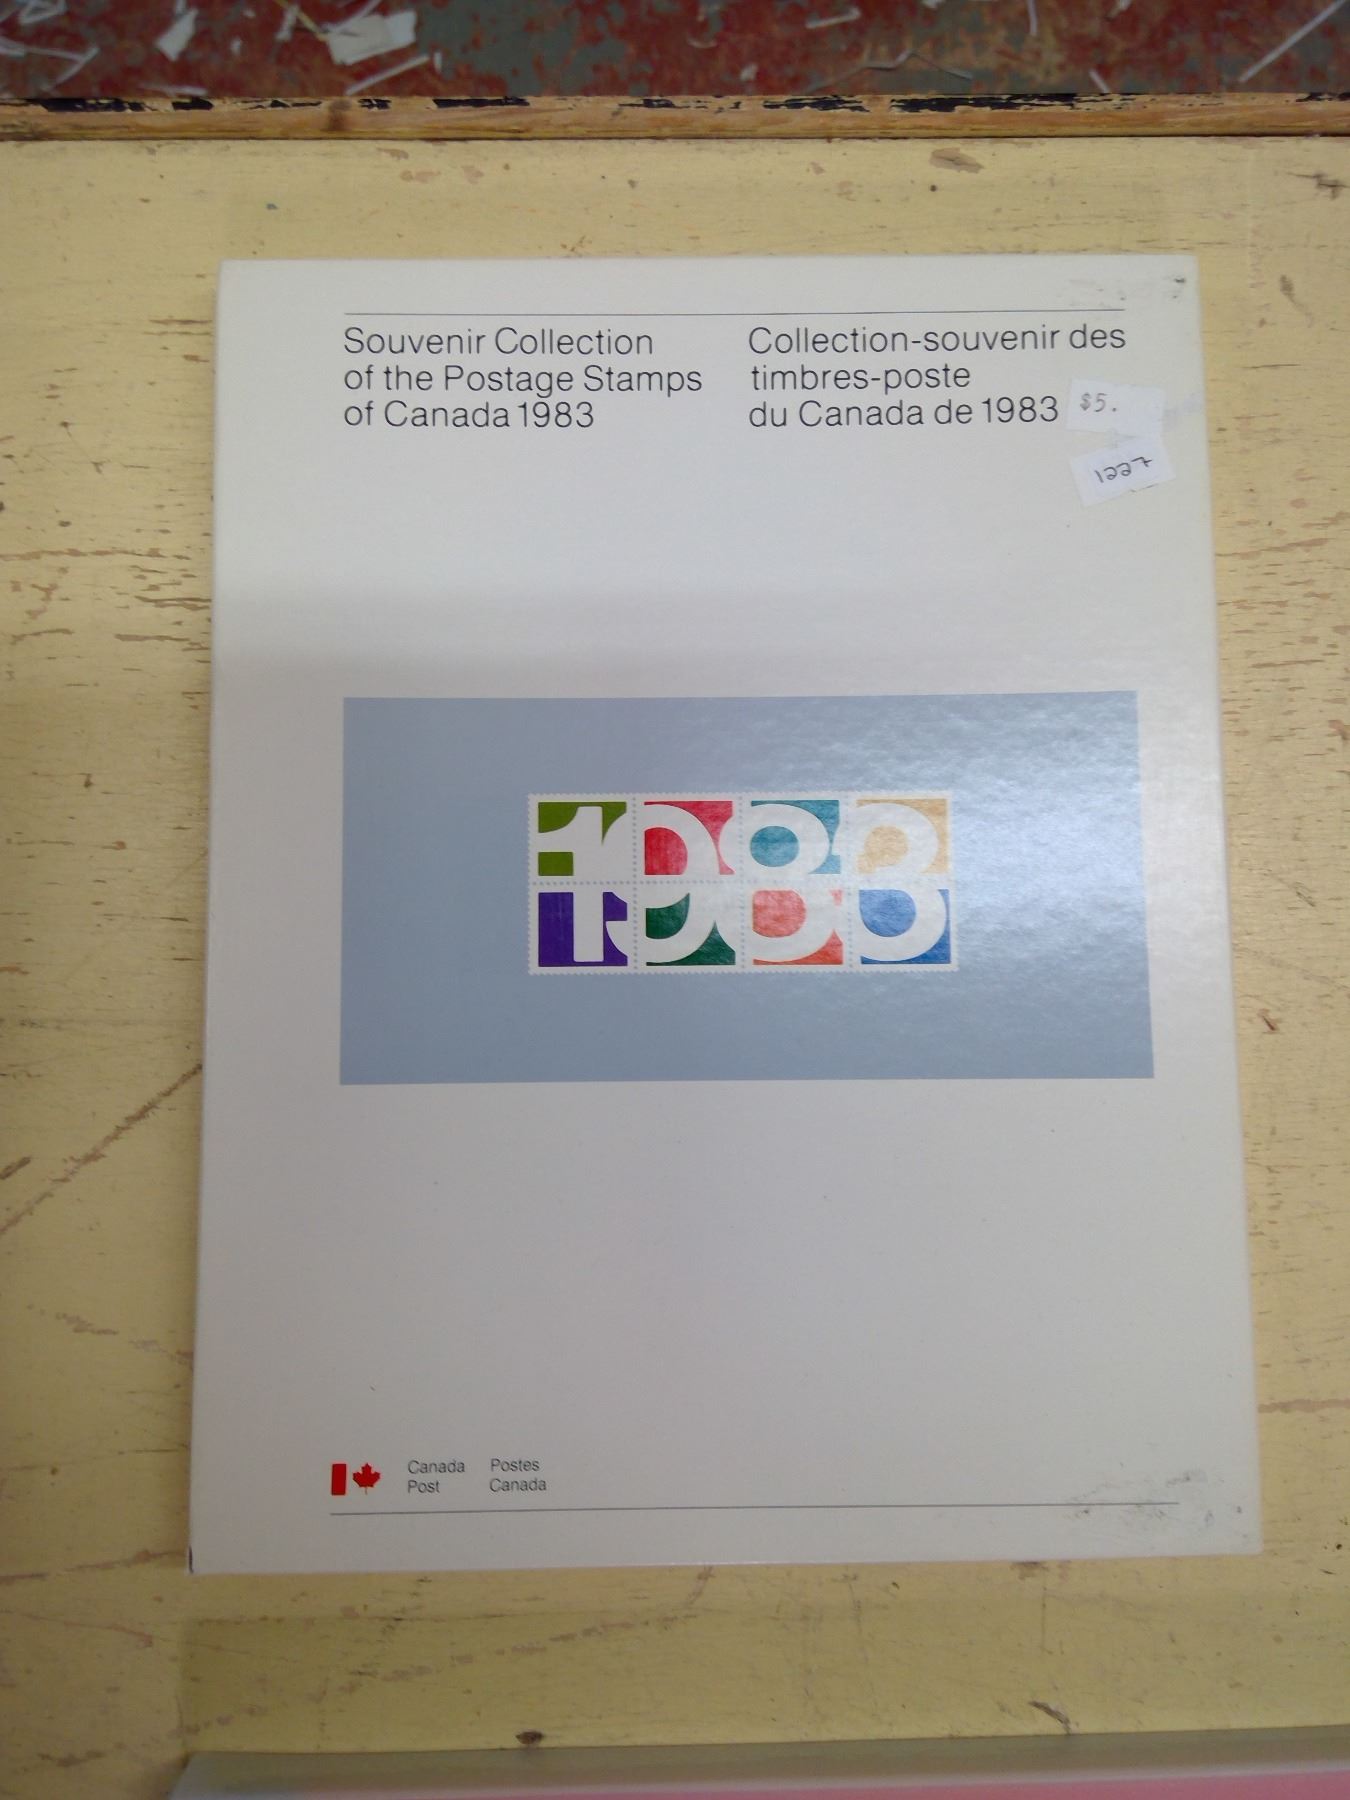 Souvenir Collection
of the Postage Stamps
of Canada 1983
Collection-souvenir des
timbres-poste
du Canada de 1983
$5.
1227
1983
Canada
Post
Postes
Canada